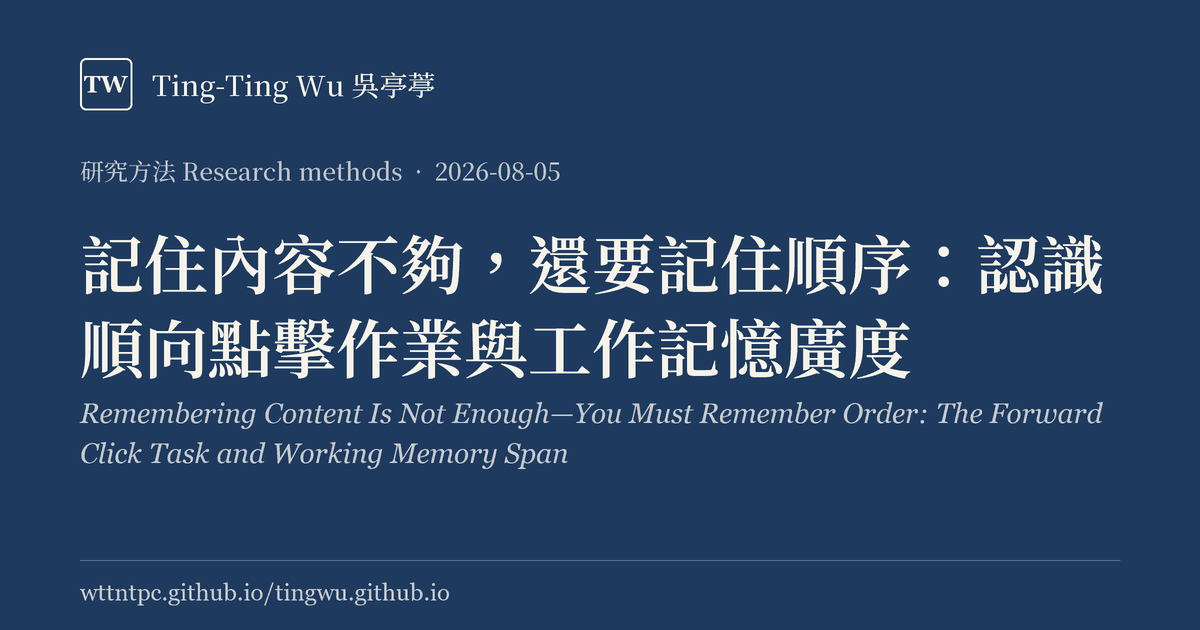 TW
Ting-Ting Wu 吳亭葶
研究方法 Research methods · 2026-08-05
記住內容不夠，還要記住順序：認識
順向點擊作業與工作記憶廣度
Remembering Content Is Not Enough—You Must Remember Order: The Forward
Click Task and Working Memory Span
wttntpc.github.io/tingwu.github.io